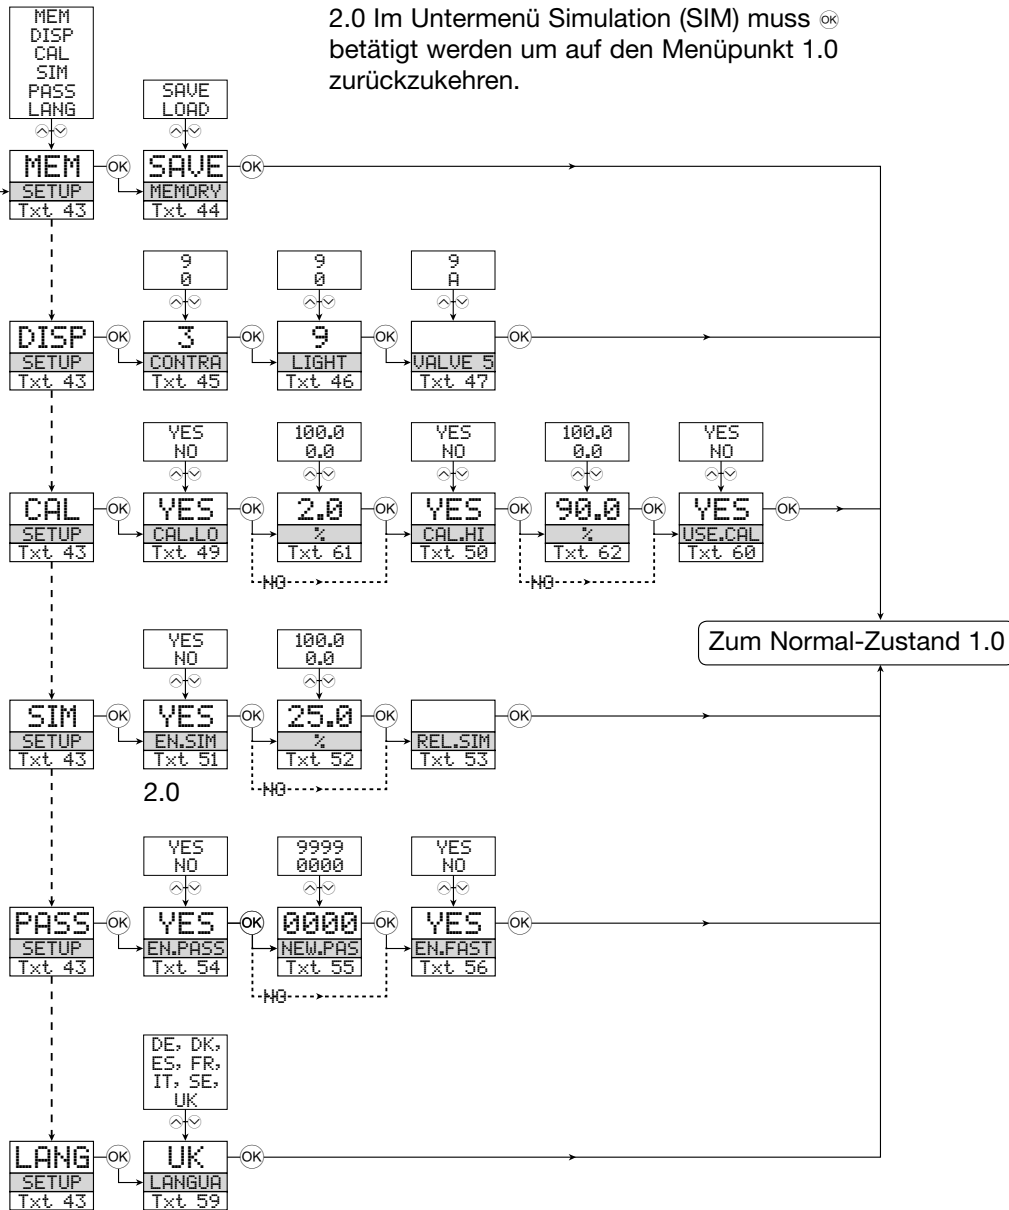 2.0 Im Untermenü Simulation (SIM) muss OK
betätigt werden um auf den Menüpunkt 1.0
zurückzukehren.
MEM
DISP
CAL
SIM
PASS
LANG
SAVE
LOAD
MEM
SETUP
Txt 43
OK
SAVE
MEMORY
Txt 44
OK
9
0
9
0
9
A
DISP
SETUP
Txt 43
OK
3
CONTRA
Txt 45
OK
9
LIGHT
Txt 46
OK
VALVE 5
Txt 47
OK
YES
NO
100.0
0.0
YES
NO
100.0
0.0
YES
NO
CAL
SETUP
Txt 43
OK
YES
CAL.LO
Txt 49
OK
2.0
%
Txt 61
OK
YES
CAL.HI
Txt 50
OK
90.0
%
Txt 62
OK
YES
USE.CAL
Txt 60
OK
NO
NO
Zum Normal-Zustand 1.0
YES
NO
100.0
0.0
SIM
SETUP
Txt 43
OK
YES
EN.SIM
Txt 51
OK
25.0
%
Txt 52
OK
REL.SIM
Txt 53
OK
2.0
NO
YES
NO
9999
0000
YES
NO
PASS
SETUP
Txt 43
OK
YES
EN.PASS
Txt 54
OK
0000
NEW.PAS
Txt 55
OK
YES
EN.FAST
Txt 56
OK
NO
DE, DK,
ES, FR,
IT, SE,
UK
LANG
SETUP
Txt 43
OK
UK
LANGUA
Txt 59
OK